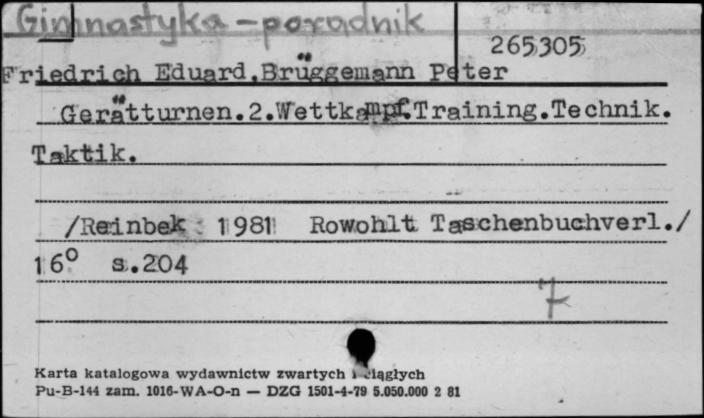 Gimnastyka - poradnik
265305
Friedrich Eduard,Brüggemann Peter
Gerätturnen.2.Wettkampf.Training.Technik.
Taktik.
/Reinbek 1981 Rowohlt Taschenbuchverl./
16° s.204
7
Karta katalogowa wydawnictw zwartych i ciągłych
Pu-B-144 zam. 1016-WA-O-n — DZG 1501-4-79 5.050.000 2 81